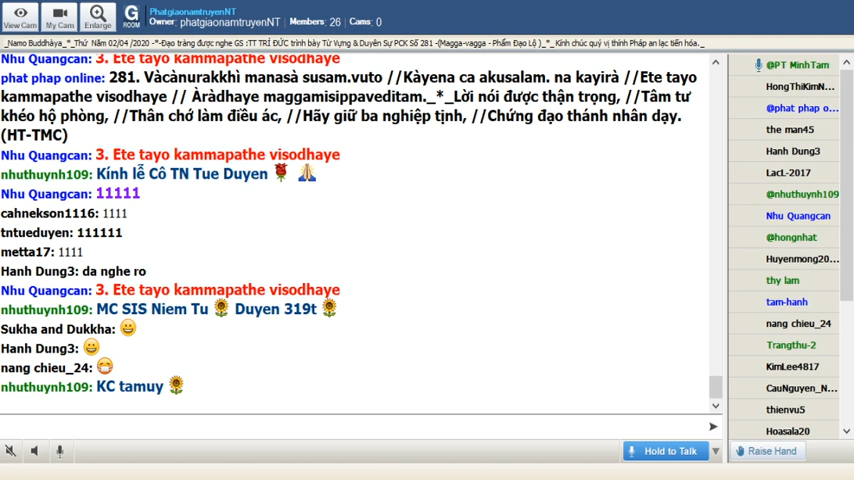 View Cam
My Cam
Enlarge
G
ROOM
PhatgiaonamtruyenNT
Owner: phatgiaonamtruyenNT | Members: 26 | Cams: 0
_Namo Buddhàya_*_Thứ Năm 02/04 /2020 -*-Đạo tràng được nghe GS :TT TRÍ ĐỨC trình bày Từ Vựng & Duyên Sự PCK Số 281 -(Magga-vagga - Phẩm Đạo Lộ )_*_ Kính chúc quý vị thính Pháp an lạc tiến hóa._
Nhu Quangcan: 3. Ete tayo kammapathe visodhaye
phat phap online: 281. Vàcànurakkhì manasà susam.vuto //Kàyena ca akusalam. na kayirà //Ete tayo
kammapathe visodhaye // Àràdhaye maggamisippaveditam._*_Lời nói được thận trọng, //Tâm tư
khéo hộ phòng, //Thân chớ làm điều ác, //Hãy giữ ba nghiệp tịnh, //Chứng đạo thánh nhân dạy.
(HT-TMC)
Nhu Quangcan: 3. Ete tayo kammapathe visodhaye
nhuthuynh109: Kính lễ Cô TN Tue Duyen
Nhu Quangcan: 11111
cahnekson1116: 1111
tntueduyen: 111111
metta17: 1111
Hanh Dung3: da nghe ro
Nhu Quangcan: 3. Ete tayo kammapathe visodhaye
nhuthuynh109: MC SIS Niem Tu Duyen 319t
Sukha and Dukkha:
Hanh Dung3:
nang chieu_24:
nhuthuynh109: KC tamuy
@PT MinhTam
HongThiKimN...
@phat phap o...
the man45
Hanh Dung3
LacL-2017
@nhuthuynh109
Nhu Quangcan
@hongnhat
Huyenmong20...
thy lam
tam-hanh
nang chieu_24
Trangthu-2
KimLee4817
CauNguyen_N...
thienvu5
Hoasala20
Hold to Talk
Raise Hand